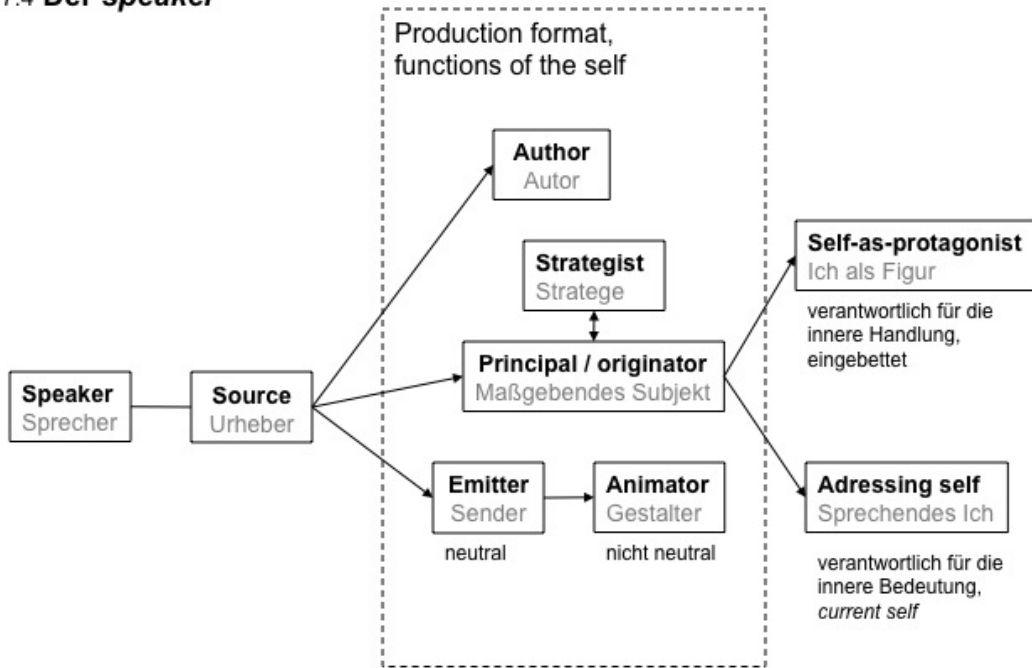 7.4 Der speaker
Production format,
functions of the self
Author
Autor
Strategist
Stratege
Self-as-protagonist
Ich als Figur
verantwortlich für die
innere Handlung,
eingebettet
Principal / originator
Maßgebendes Subjekt
Speaker
Sprecher
Source
Urheber
Emitter
Sender
neutral
Animator
Gestalter
nicht neutral
Adressing self
Sprechendes Ich
verantwortlich für die
innere Bedeutung,
current self